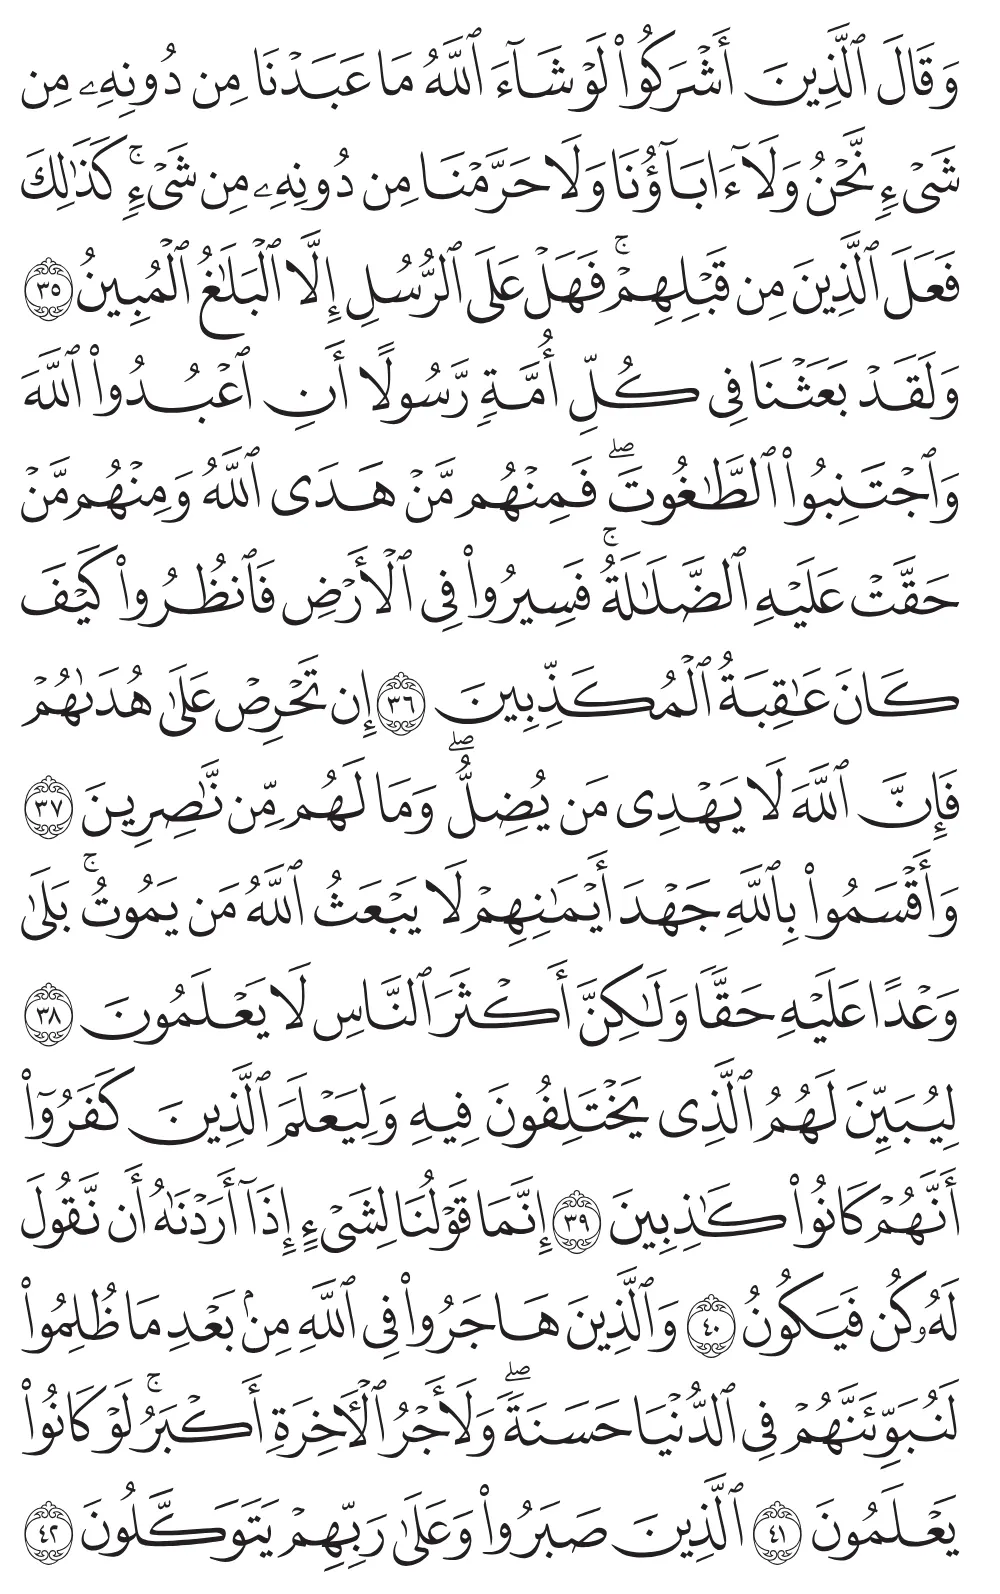 وَقَالَ ٱلَّذِينَ أَشۡرَكُواْ لَوۡ شَآءَ ٱللَّهُ مَا عَبَدۡنَا مِن دُونِهِۦ مِن
شَيۡءٖ نَّحۡنُ وَلَآ ءَابَآؤُنَا وَلَا حَرَّمۡنَا مِن دُونِهِۦ مِن شَيۡءٖۚ كَذَٰلِكَ
فَعَلَ ٱلَّذِينَ مِن قَبۡلِهِمۡۚ فَهَلۡ عَلَى ٱلرُّسُلِ إِلَّا ٱلۡبَلَٰغُ ٱلۡمُبِينُ ٣٥
وَلَقَدۡ بَعَثۡنَا فِي كُلِّ أُمَّةٖ رَّسُولًا أَنِ ٱعۡبُدُواْ ٱللَّهَ
وَٱجۡتَنِبُواْ ٱلطَّٰغُوتَۖ فَمِنۡهُم مَّنۡ هَدَى ٱللَّهُ وَمِنۡهُم مَّنۡ
حَقَّتۡ عَلَيۡهِ ٱلضَّلَٰلَةُۚ فَسِيرُواْ فِي ٱلۡأَرۡضِ فَٱنظُرُواْ كَيۡفَ
كَانَ عَٰقِبَةُ ٱلۡمُكَذِّبِينَ ٣٦ إِن تَحۡرِصۡ عَلَىٰ هُدَىٰهُمۡ
فَإِنَّ ٱللَّهَ لَا يَهۡدِي مَن يُضِلُّۖ وَمَا لَهُم مِّن نَّٰصِرِينَ ٣٧
وَأَقۡسَمُواْ بِٱللَّهِ جَهۡدَ أَيۡمَٰنِهِمۡ لَا يَبۡعَثُ ٱللَّهُ مَن يَمُوتُۚ بَلَىٰ
وَعۡدًا عَلَيۡهِ حَقّٗا وَلَٰكِنَّ أَكۡثَرَ ٱلنَّاسِ لَا يَعۡلَمُونَ ٣٨
لِيُبَيِّنَ لَهُمُ ٱلَّذِي يَخۡتَلِفُونَ فِيهِ وَلِيَعۡلَمَ ٱلَّذِينَ كَفَرُوٓاْ
أَنَّهُمۡ كَانُواْ كَٰذِبِينَ ٣٩ إِنَّمَا قَوۡلُنَا لِشَيۡءٍ إِذَآ أَرَدۡنَٰهُ أَن نَّقُولَ
لَهُۥ كُن فَيَكُونُ ٤٠ وَٱلَّذِينَ هَاجَرُواْ فِي ٱللَّهِ مِنۢ بَعۡدِ مَا ظُلِمُواْ
لَنُبَوِّئَنَّهُمۡ فِي ٱلدُّنۡيَا حَسَنَةٗۖ وَلَأَجۡرُ ٱلۡأٓخِرَةِ أَكۡبَرُۚ لَوۡ كَانُواْ
يَعۡلَمُونَ ٤١ ٱلَّذِينَ صَبَرُواْ وَعَلَىٰ رَبِّهِمۡ يَتَوَكَّلُونَ ٤٢